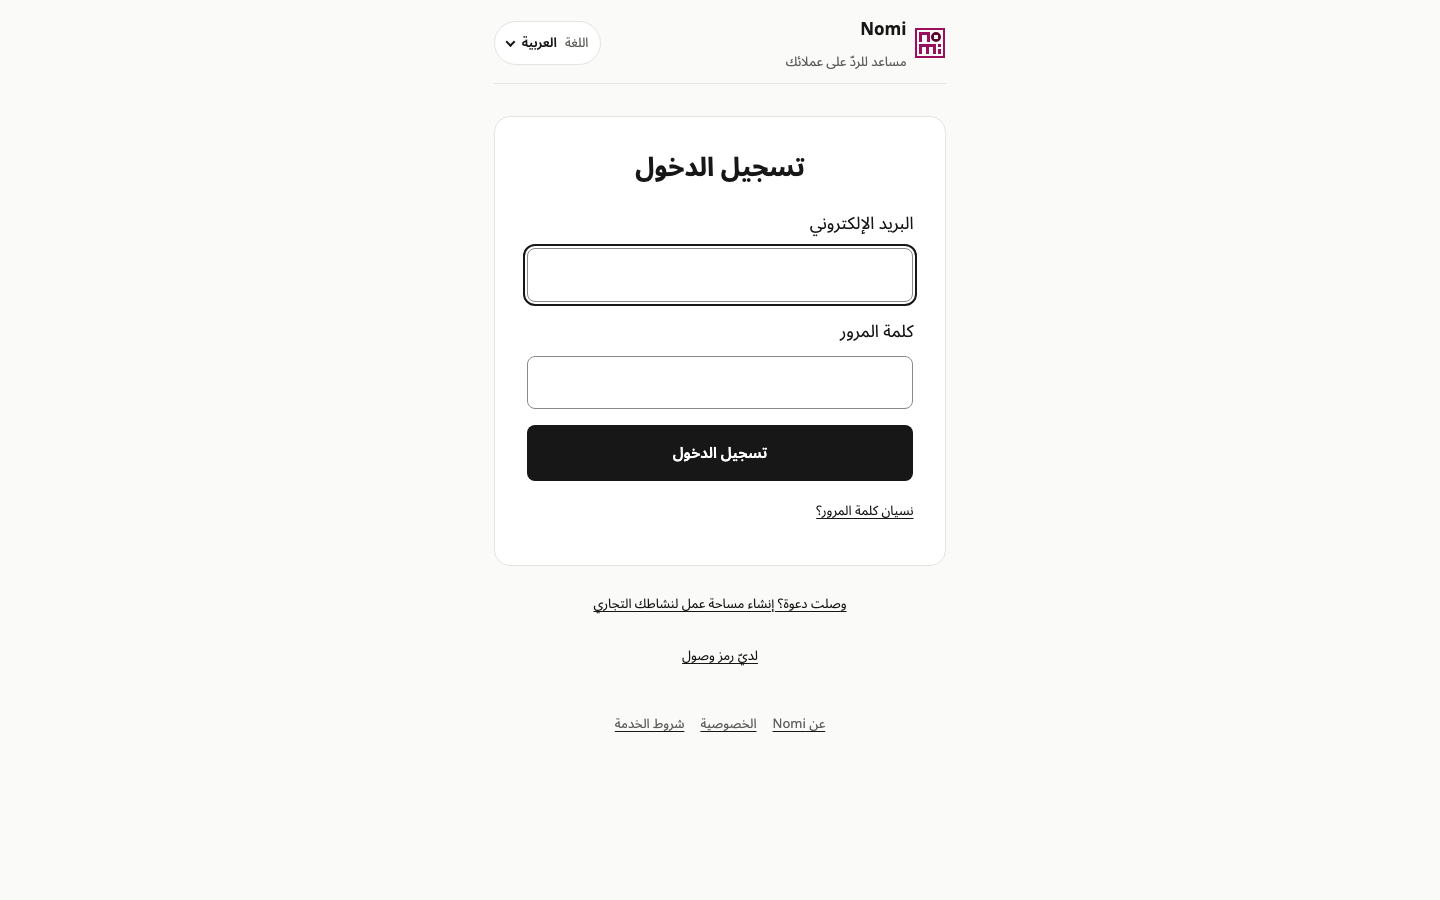 Nomi
مساعد للردّ على عملائك
اللغة العربية
تسجيل الدخول
البريد الإلكتروني
كلمة المرور
تسجيل الدخول
نسيان كلمة المرور؟
وصلت دعوة؟ إنشاء مساحة عمل لنشاطك التجاري
لديّ رمز وصول
عن Nomi الخصوصية شروط الخدمة